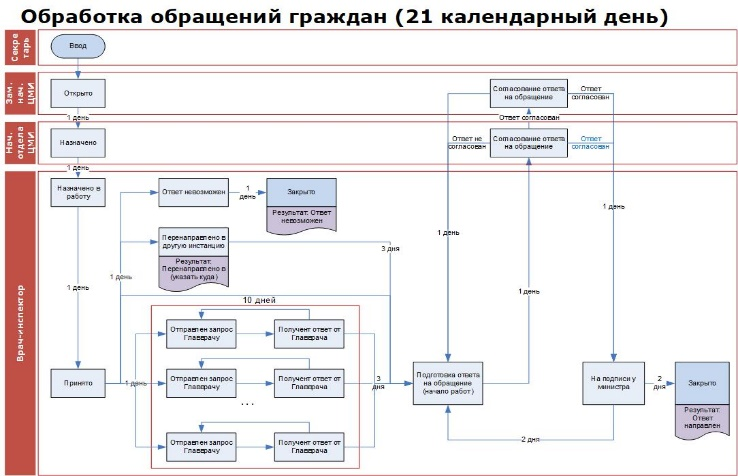 Обработка обращений граждан (21 календарный день)
Секре
тарь
Ввод
Зам.
нач.
ЦМИ
Открыто
Согласование ответа
на обращение
Ответ
согласован
1 день
Ответ согласован
Нач.
отдела
ЦМИ
Назначено
Ответ не
согласован
Согласование ответа
на обращение
Ответ
согласован
1 день
Врач-инспектор
Назначено в
работу
Ответ невозможен
1
день
Закрыто
Результат: Ответ
невозможен
1 день
1 день
Перенаправлено в
другую инстанцию
3 дня
Результат:
Перенаправлено в
(указать куда)
1 день
1 день
1 день
10 дней
Отправлен запрос
Главврачу
Получент ответ от
Главврача
Принято
1 день
Отправлен запрос
Главврачу
Получент ответ от
Главврача
3
дня
Подготовка ответа
на обращение
(начало работ)
На подписи у
министра
2
дня
Закрыто
Результат:
Ответ
направлен
...
Отправлен запрос
Главврачу
Получент ответ от
Главврача
2 дня